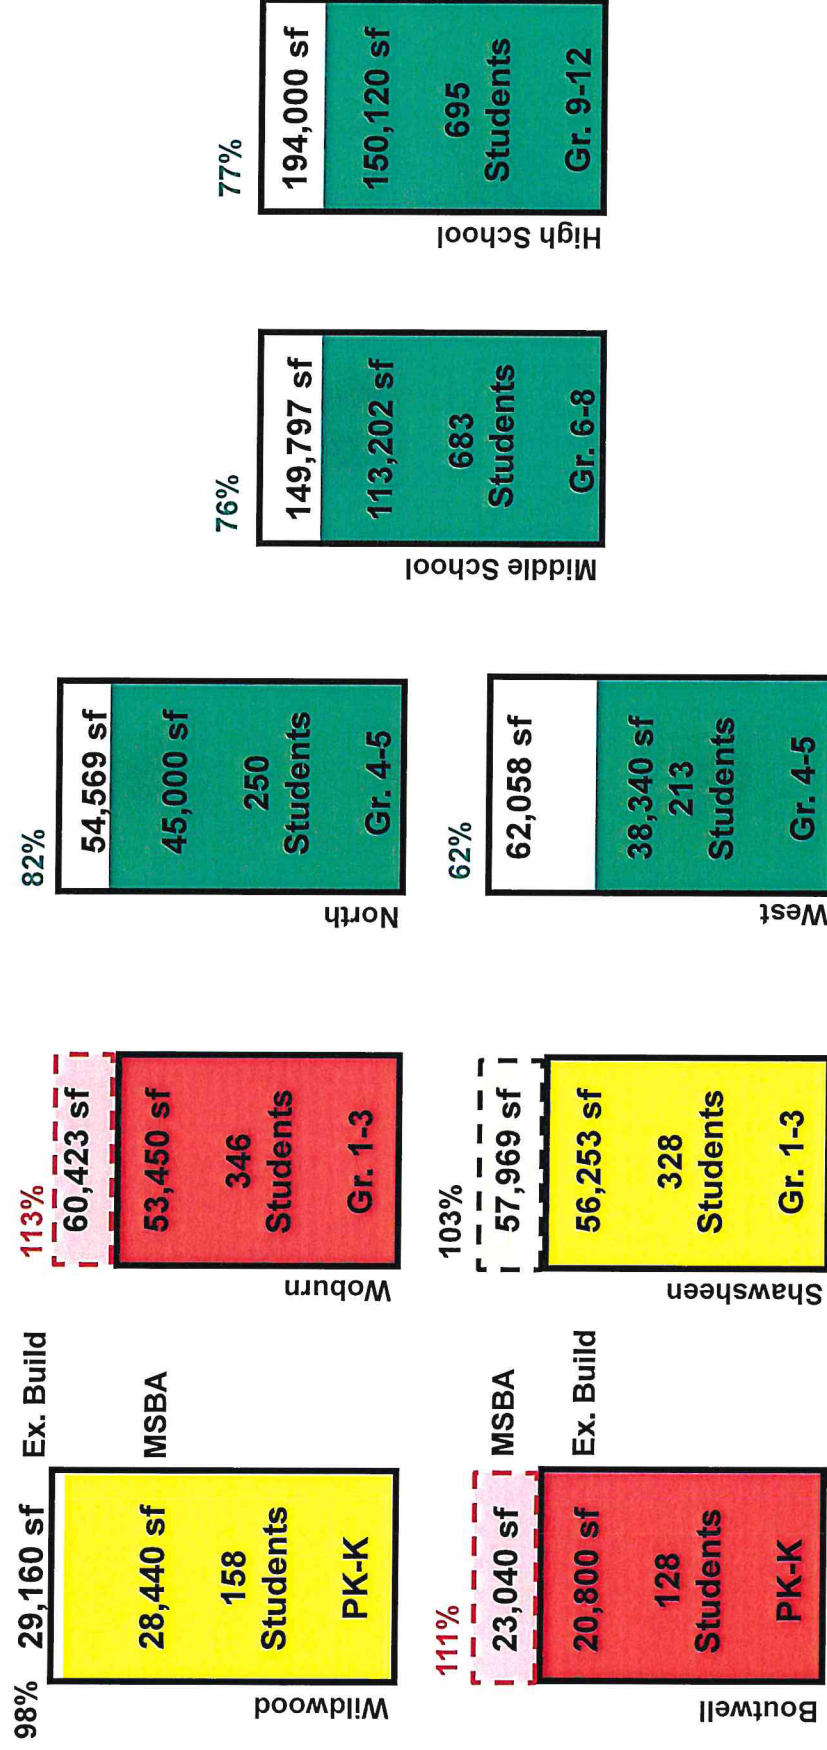 98%
29,160 sf
Ex. Build
28,440 sf
MSBA
158
Students
PK-K
Wildwood
111%
23,040 sf
MSBA
20,800 sf
Ex. Build
128
Students
PK-K
Boutwell
113%
60,423 sf
53,450 sf
346
Students
Gr. 1-3
Woburn
103%
57,969 sf
56,253 sf
328
Students
Gr. 1-3
Shawsheen
82%
54,569 sf
45,000 sf
250
Students
Gr. 4-5
North
62%
62,058 sf
38,340 sf
213
Students
Gr. 4-5
West
76%
149,797 sf
113,202 sf
683
Students
Gr. 6-8
Middle School
77%
194,000 sf
150,120 sf
695
Students
Gr. 9-12
High School